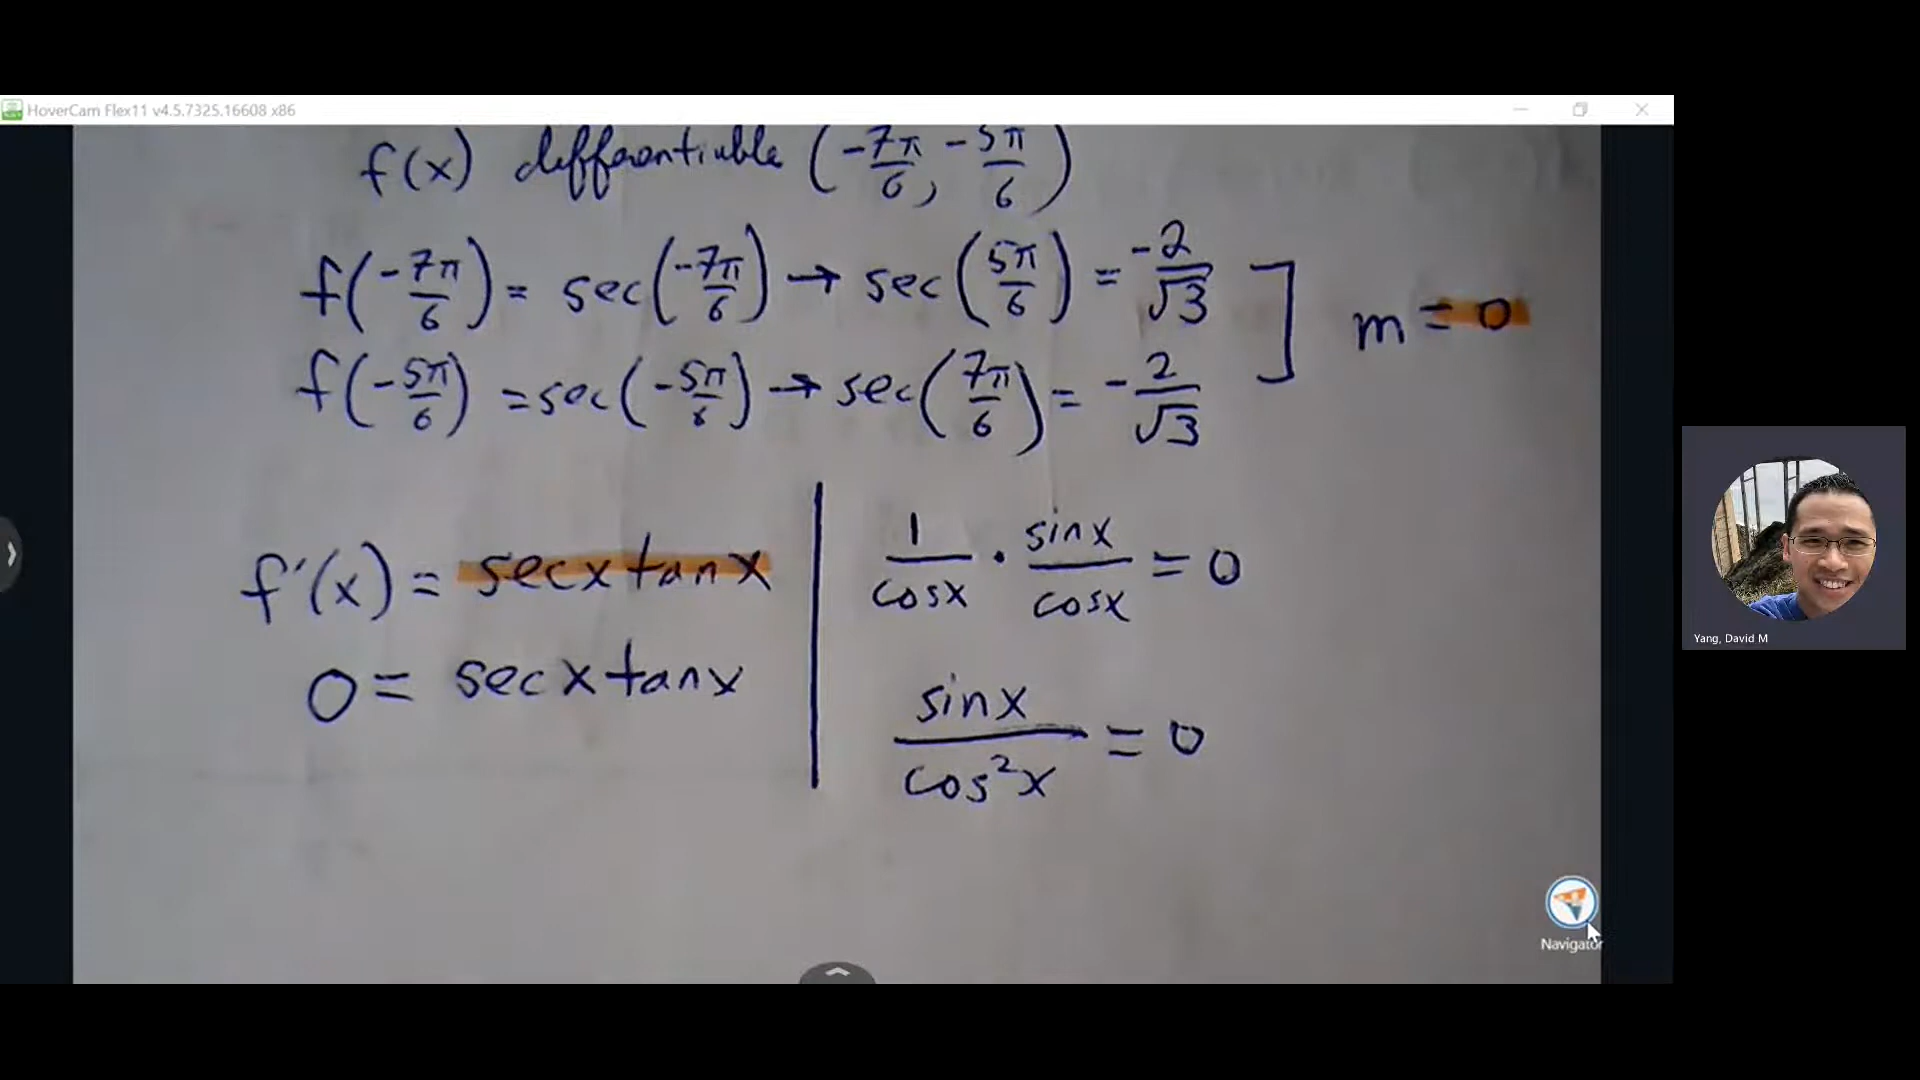 HoverCam Flex11 v4.5.7325.16608 x86
f(x) differentiable (-7π/6, -5π/6)
f(-7π/6) = sec(-7π/6) → sec(5π/6) = -2/√3 ] m = 0
f(-5π/6) = sec(-5π/6) → sec(7π/6) = -2/√3
f'(x) = secx tanx
0 = secx tanx
1/cosx · sinx/cosx = 0
sinx/cos²x = 0
Yang, David M
Navigator